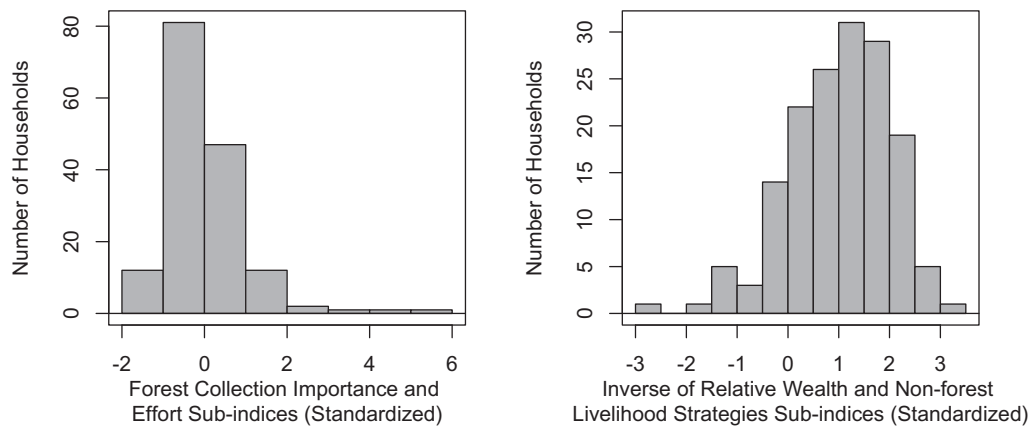 Number of Households
80
60
40
20
0
-2 0 2 4 6
Forest Collection Importance and
Effort Sub-indices (Standardized)
Number of Households
30
25
20
15
10
5
0
-3 -2 -1 0 1 2 3
Inverse of Relative Wealth and Non-forest
Livelihood Strategies Sub-indices (Standardized)